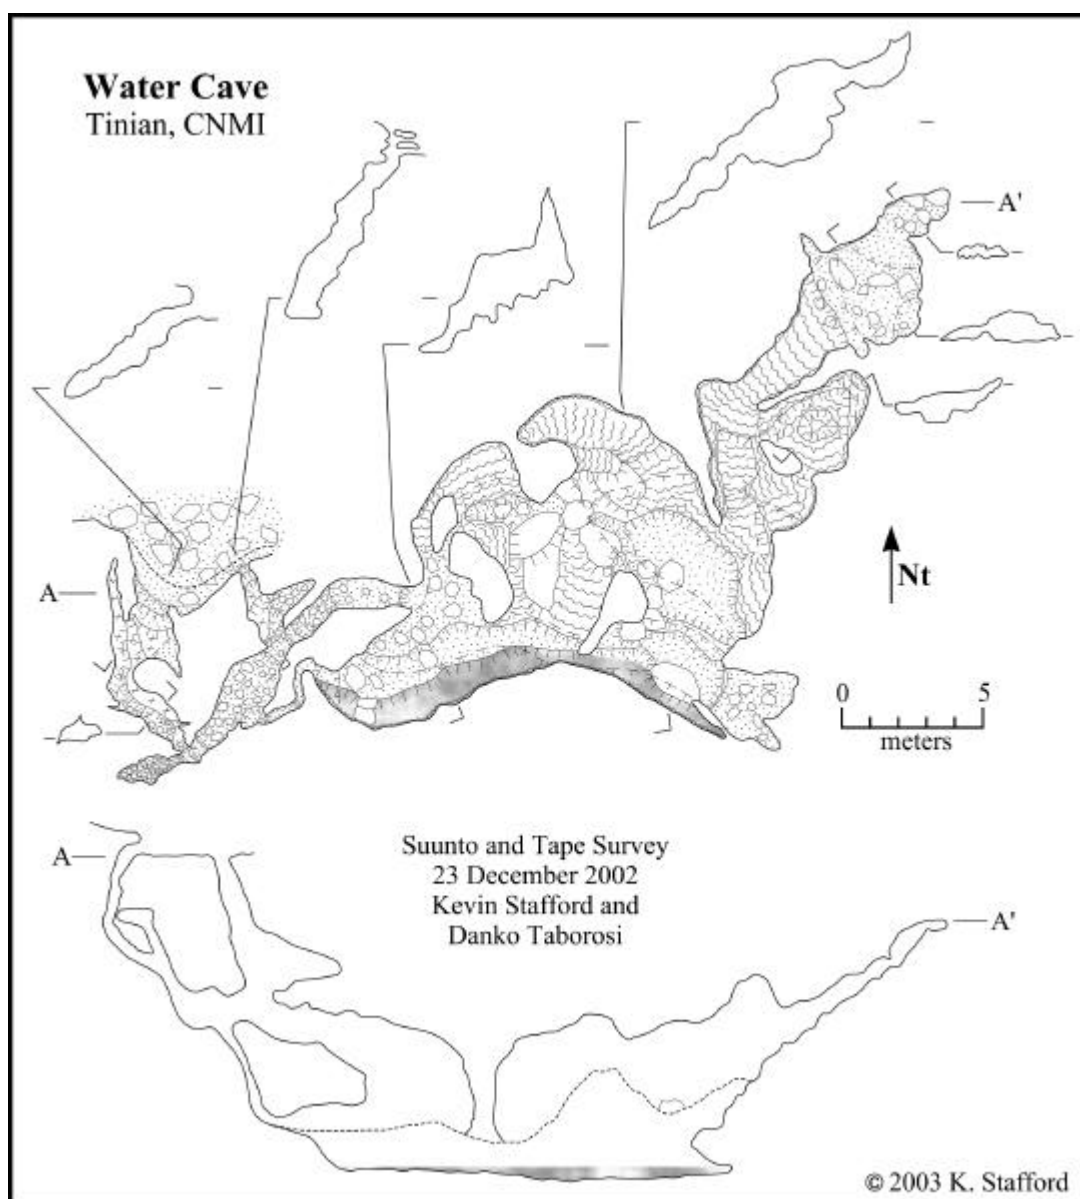 Water Cave
Tinian, CNMI
A'
A
Nt
0 5
meters
Suunto and Tape Survey
23 December 2002
Kevin Stafford and
Danko Taborosi
A
A'
© 2003 K. Stafford